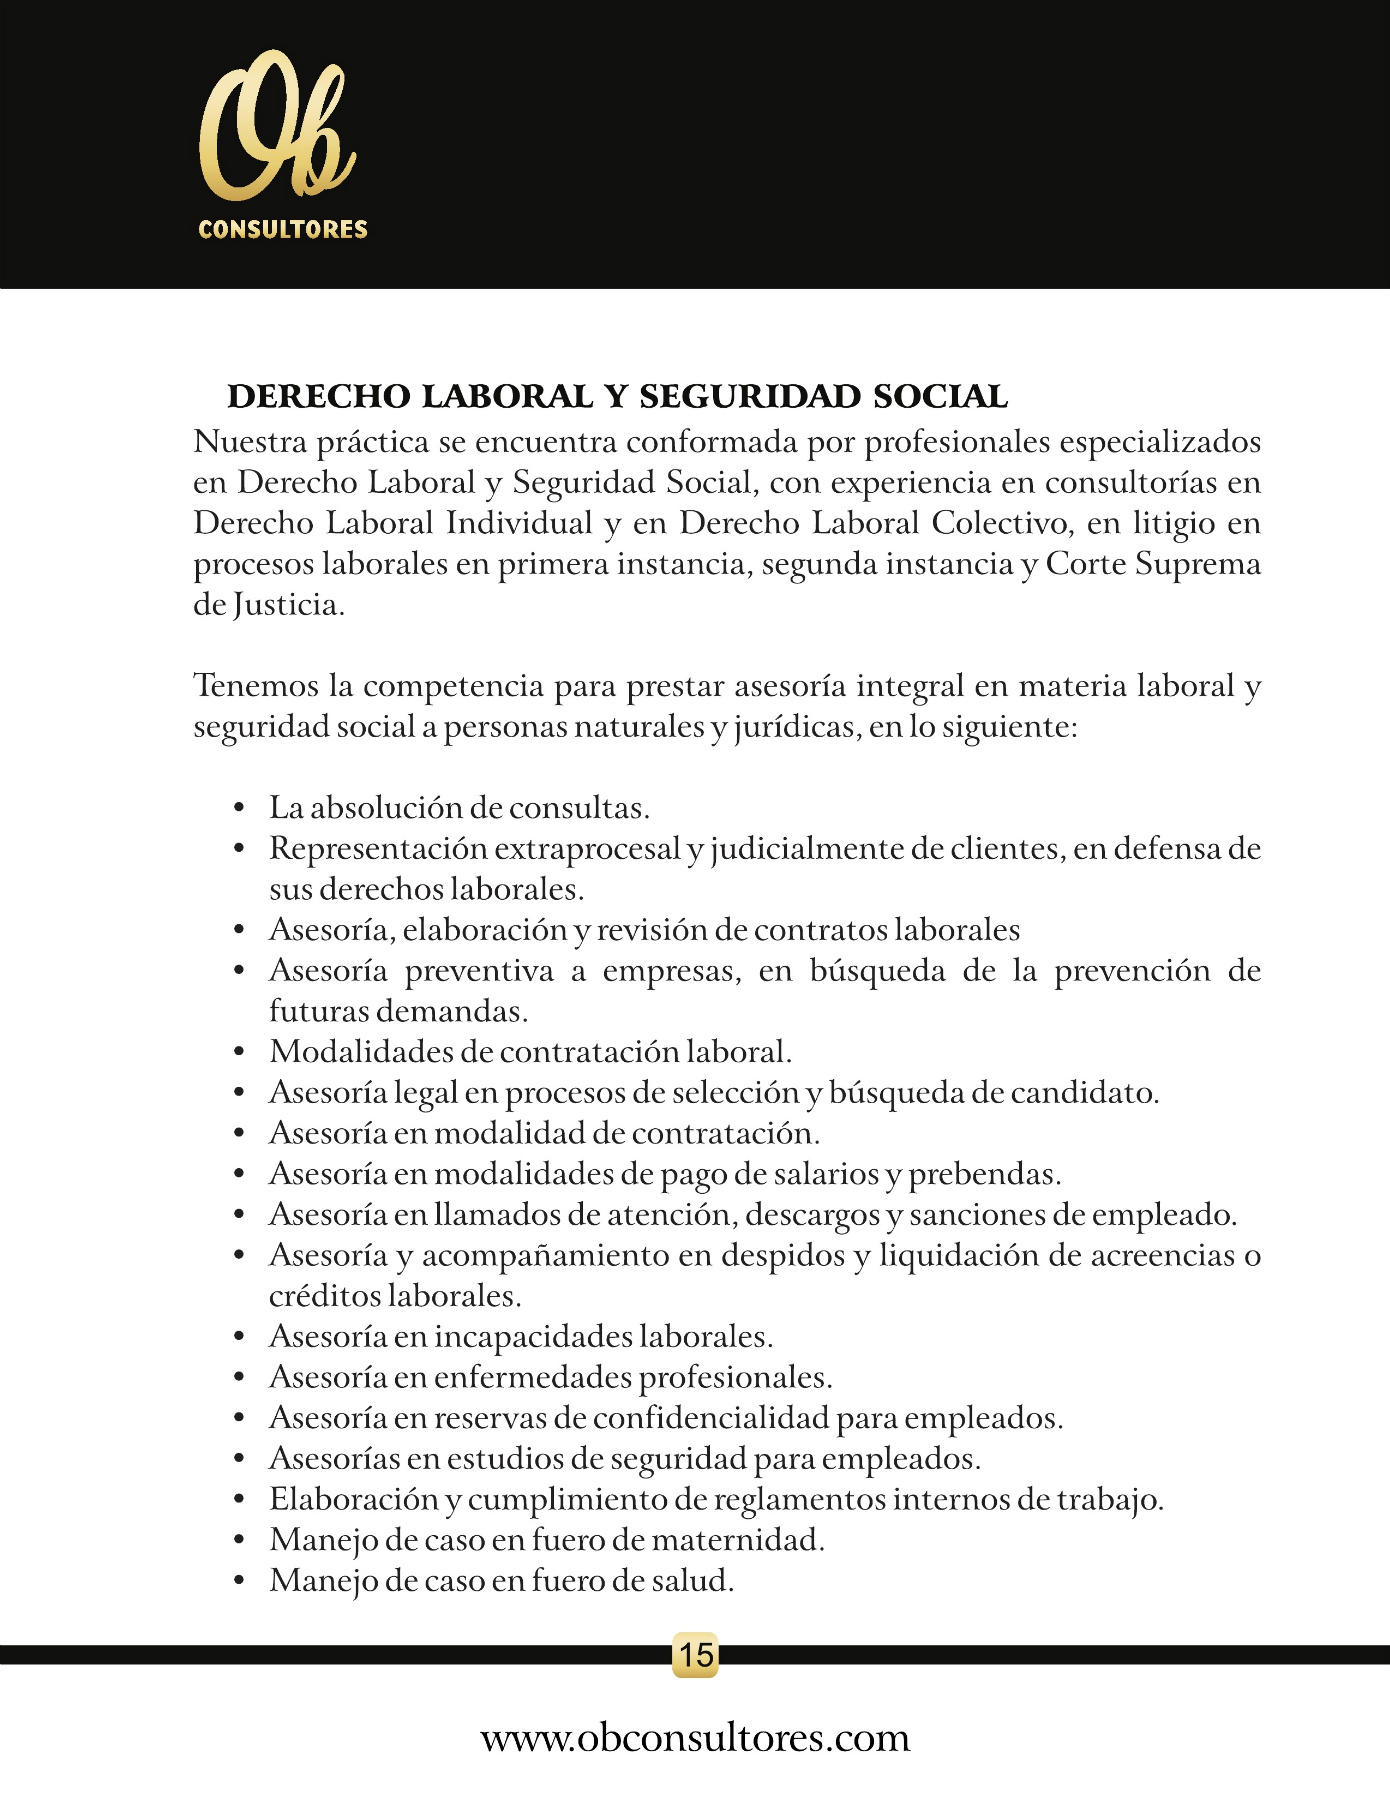 Ob
CONSULTORES
DERECHO LABORAL Y SEGURIDAD SOCIAL
Nuestra práctica se encuentra conformada por profesionales especializados
en Derecho Laboral y Seguridad Social, con experiencia en consultorías en
Derecho Laboral Individual y en Derecho Laboral Colectivo, en litigio en
procesos laborales en primera instancia, segunda instancia y Corte Suprema
de Justicia.
Tenemos la competencia para prestar asesoría integral en materia laboral y
seguridad social a personas naturales y jurídicas, en lo siguiente:
• La absolución de consultas.
• Representación extraprocesal y judicialmente de clientes, en defensa de
sus derechos laborales.
• Asesoría, elaboración y revisión de contratos laborales
• Asesoría preventiva a empresas, en búsqueda de la prevención de
futuras demandas.
• Modalidades de contratación laboral.
• Asesoría legal en procesos de selección y búsqueda de candidato.
• Asesoría en modalidad de contratación.
• Asesoría en modalidades de pago de salarios y prebendas.
• Asesoría en llamados de atención, descargos y sanciones de empleado.
• Asesoría y acompañamiento en despidos y liquidación de acreencias o
créditos laborales.
• Asesoría en incapacidades laborales.
• Asesoría en enfermedades profesionales.
• Asesoría en reservas de confidencialidad para empleados.
• Asesorías en estudios de seguridad para empleados.
• Elaboración y cumplimiento de reglamentos internos de trabajo.
• Manejo de caso en fuero de maternidad.
• Manejo de caso en fuero de salud.
15
www.obconsultores.com